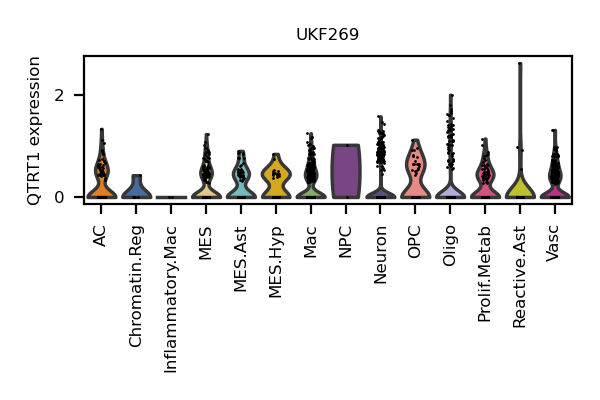 UKF269
QTRT1 expression
2
0
AC
Chromatin.Reg
Inflammatory.Mac
MES
MES.Ast
MES.Hyp
Mac
NPC
Neuron
OPC
Oligo
Prolif.Metab
Reactive.Ast
Vasc